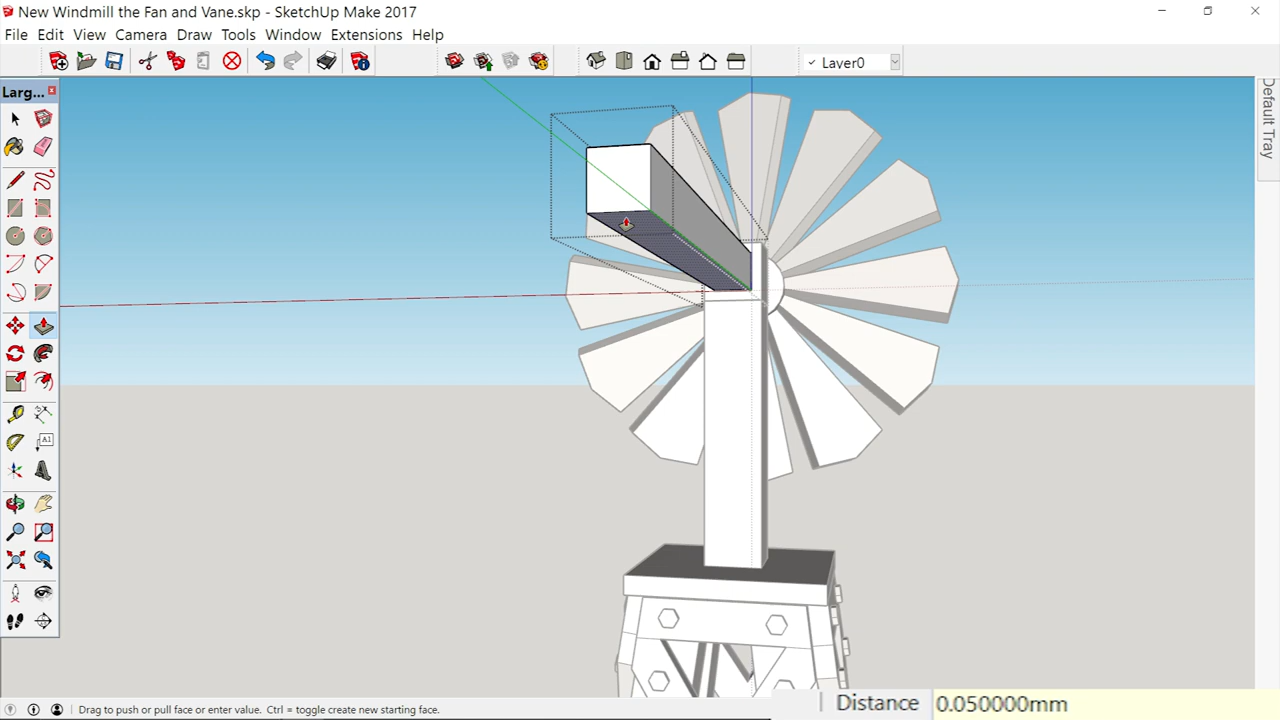 New Windmill the Fan and Vane.skp - SketchUp Make 2017
File Edit View Camera Draw Tools Window Extensions Help
✓ Layer0
Larg...
Default Tray
A1
Drag to push or pull face or enter value. Ctrl = toggle create new starting face.
Distance 0.050000mm